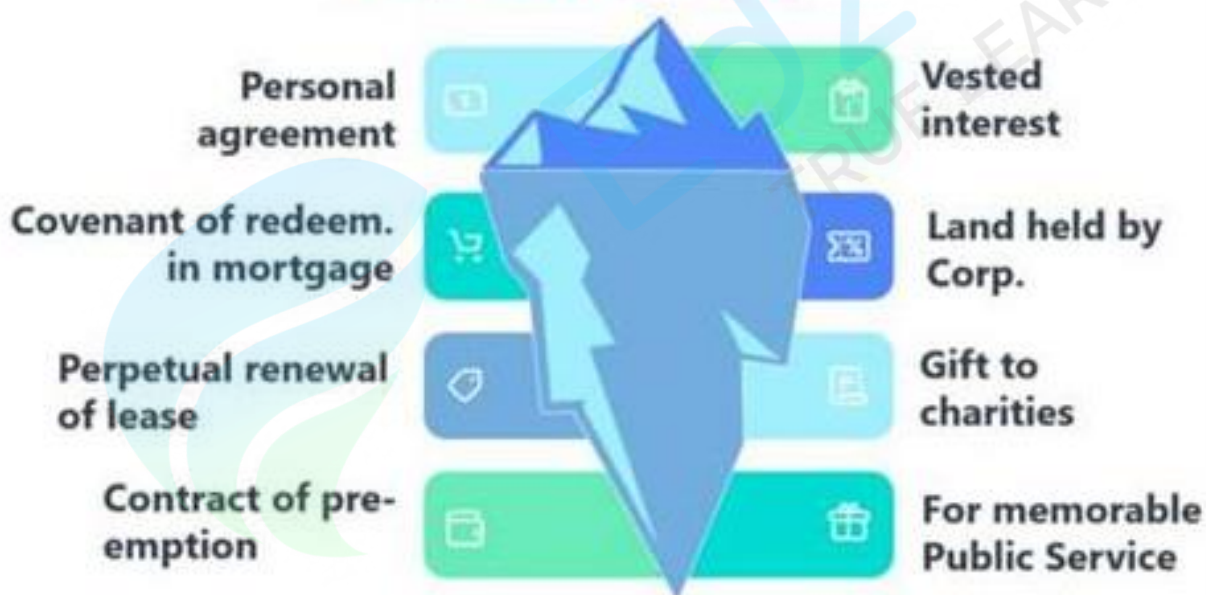 Personal
agreement
Vested
interest
Covenant of redeem.
in mortgage
Land held by
Corp.
Perpetual renewal
of lease
Gift to
charities
Contract of pre-
emption
For memorable
Public Service